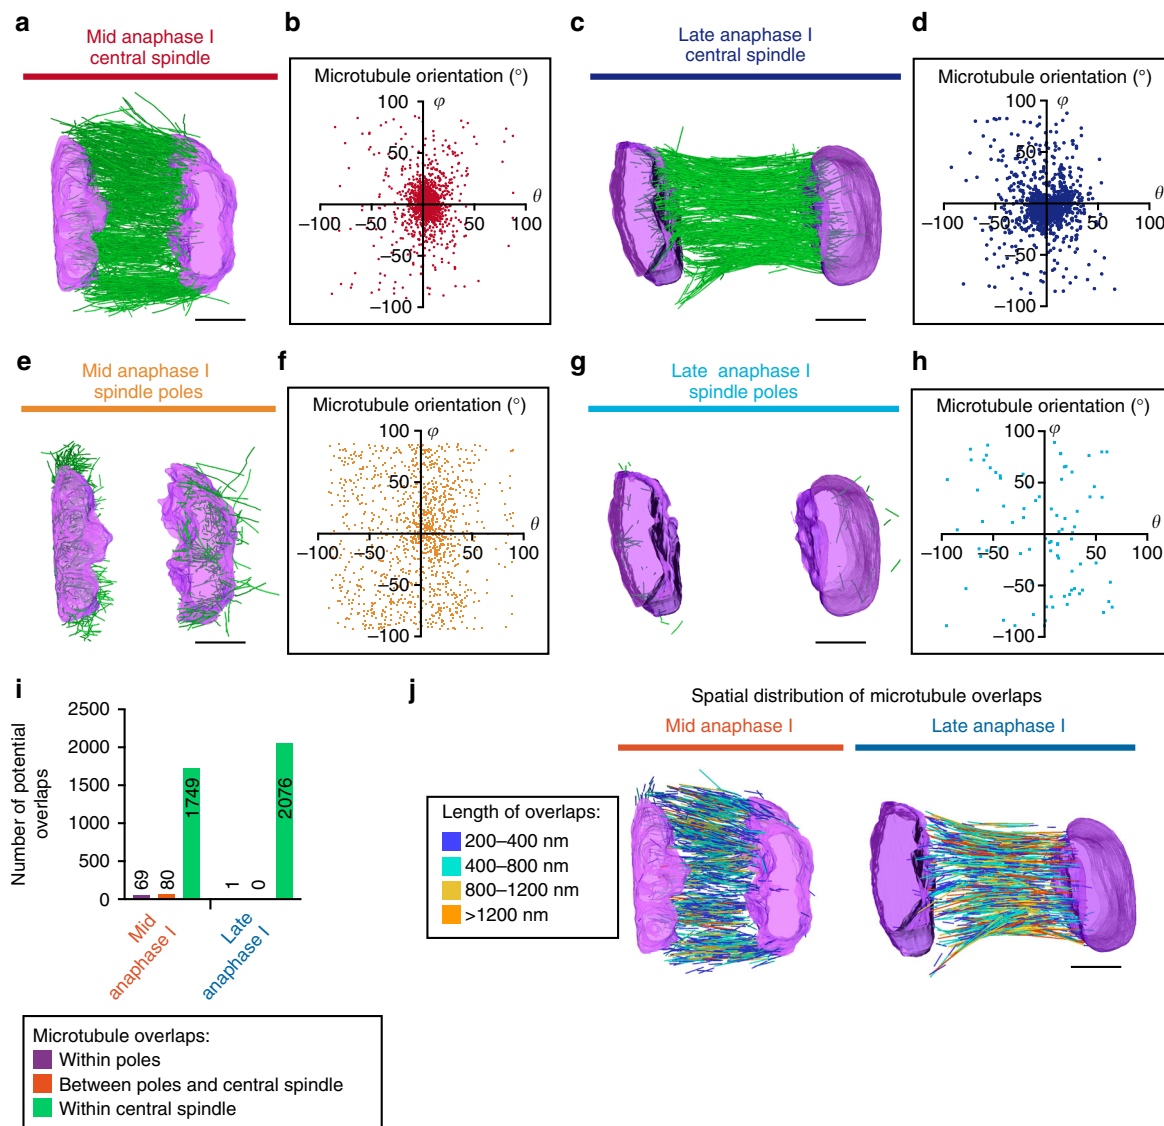 a
Mid anaphase I
central spindle
b
Microtubule orientation (°)
100
φ
50
θ
−100
−50
50
100
−50
−100
c
Late anaphase I
central spindle
d
Microtubule orientation (°)
100
φ
50
θ
−100
−50
50
100
−50
−100
e
Mid anaphase I
spindle poles
f
Microtubule orientation (°)
100
φ
50
θ
−100
−50
50
100
−50
−100
g
Late anaphase I
spindle poles
h
Microtubule orientation (°)
100
φ
50
θ
−100
−50
50
100
−50
−100
i
Number of potential
overlaps
2500
2000
1500
1000
500
0
69
80
1749
1
0
2076
Mid
anaphase I
Late
anaphase I
Microtubule overlaps:
Within poles
Between poles and central spindle
Within central spindle
j
Spatial distribution of microtubule overlaps
Mid anaphase I
Late anaphase I
Length of overlaps:
200–400 nm
400–800 nm
800–1200 nm
>1200 nm